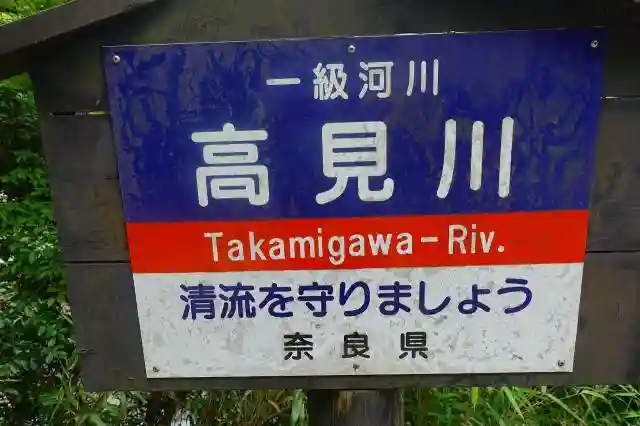 一級河川
高見川
Takamigawa-Riv.
清流を守りましょう
奈良県